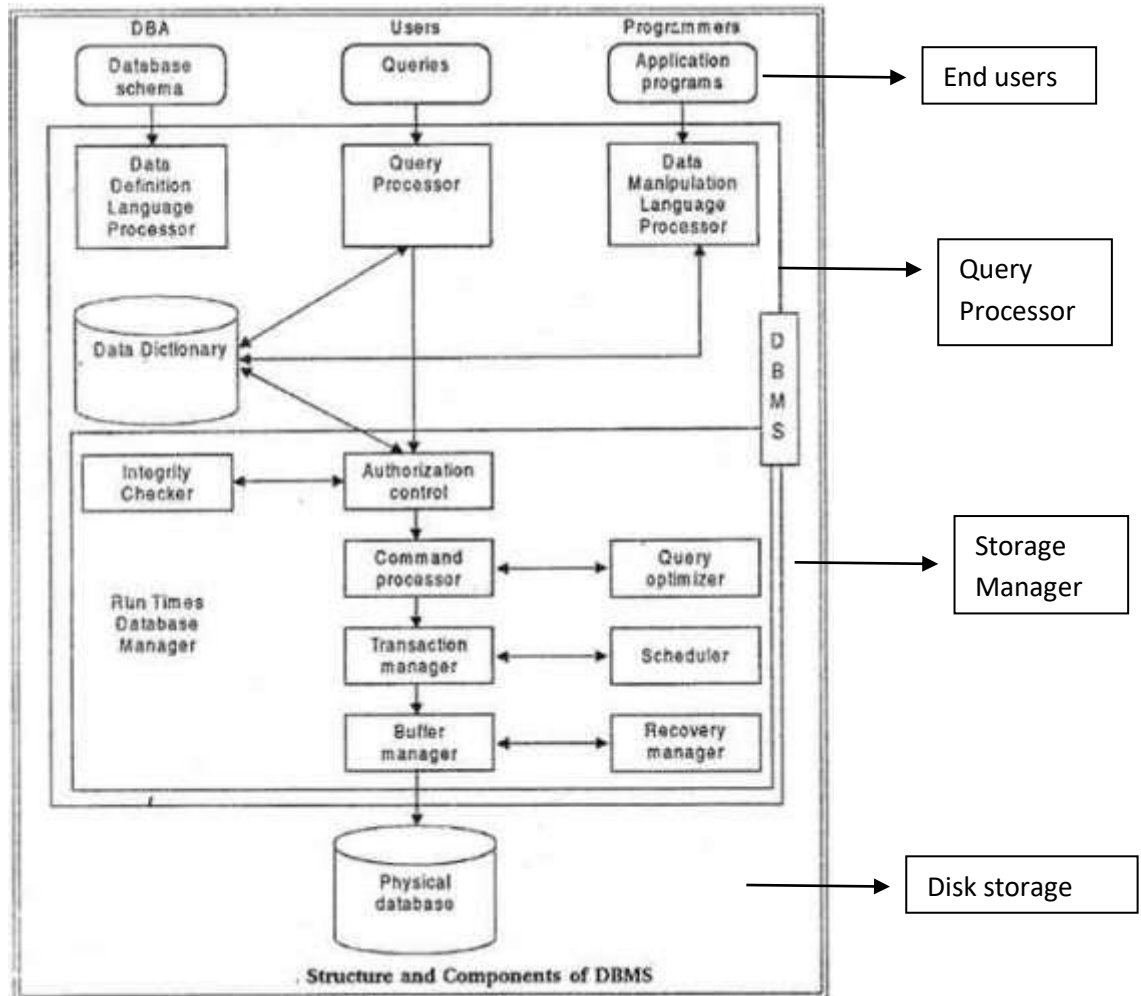 DBA
Users
Programmers
Database
schema
Queries
Application
programs
End users
Data
Definition
Language
Processor
Query
Processor
Data
Manipulation
Language
Processor
Query
Processor
Data Dictionary
D
B
M
S
Integrity
Checker
Authorization
control
Command
processor
Query
optimizer
Storage
Manager
Run Times
Database
Manager
Transaction
manager
Scheduler
Buffer
manager
Recovery
manager
Physical
database
Disk storage
. Structure and Components of DBMS